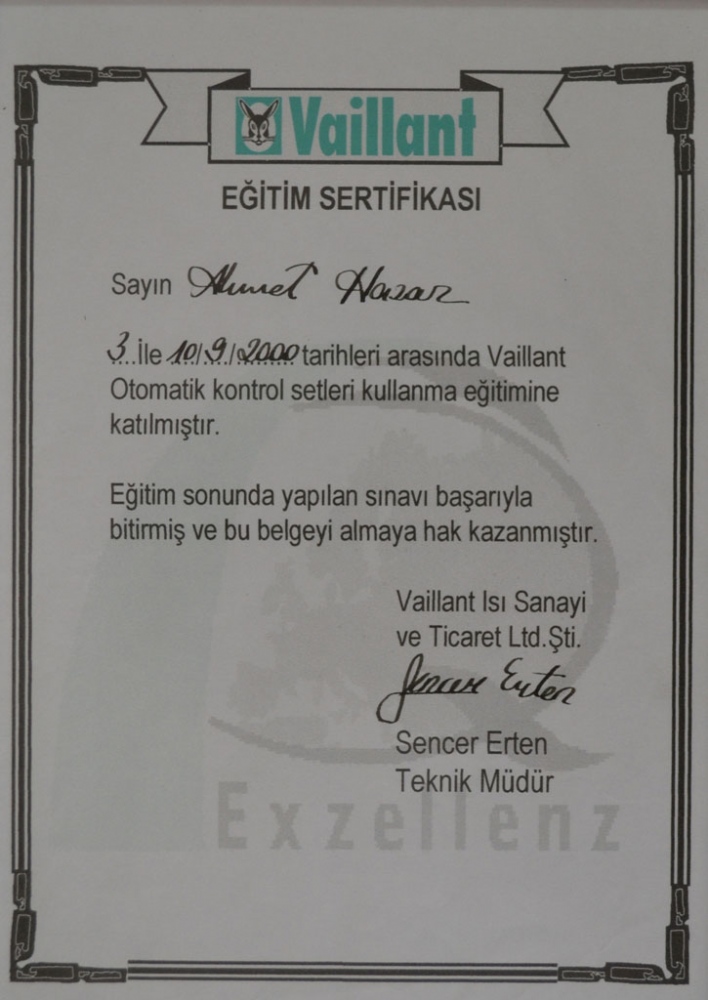 Vaillant
EĞİTİM SERTİFİKASI
Sayın Ahmet Hazar
3 İle 10/9/2000 tarihleri arasında Vaillant
Otomatik kontrol setleri kullanma eğitimine
katılmıştır.
Eğitim sonunda yapılan sınavı başarıyla
bitirmiş ve bu belgeyi almaya hak kazanmıştır.
Vaillant Isı Sanayi
ve Ticaret Ltd.Şti.
Sencer Erten
Sencer Erten
Teknik Müdür
Exzellenz